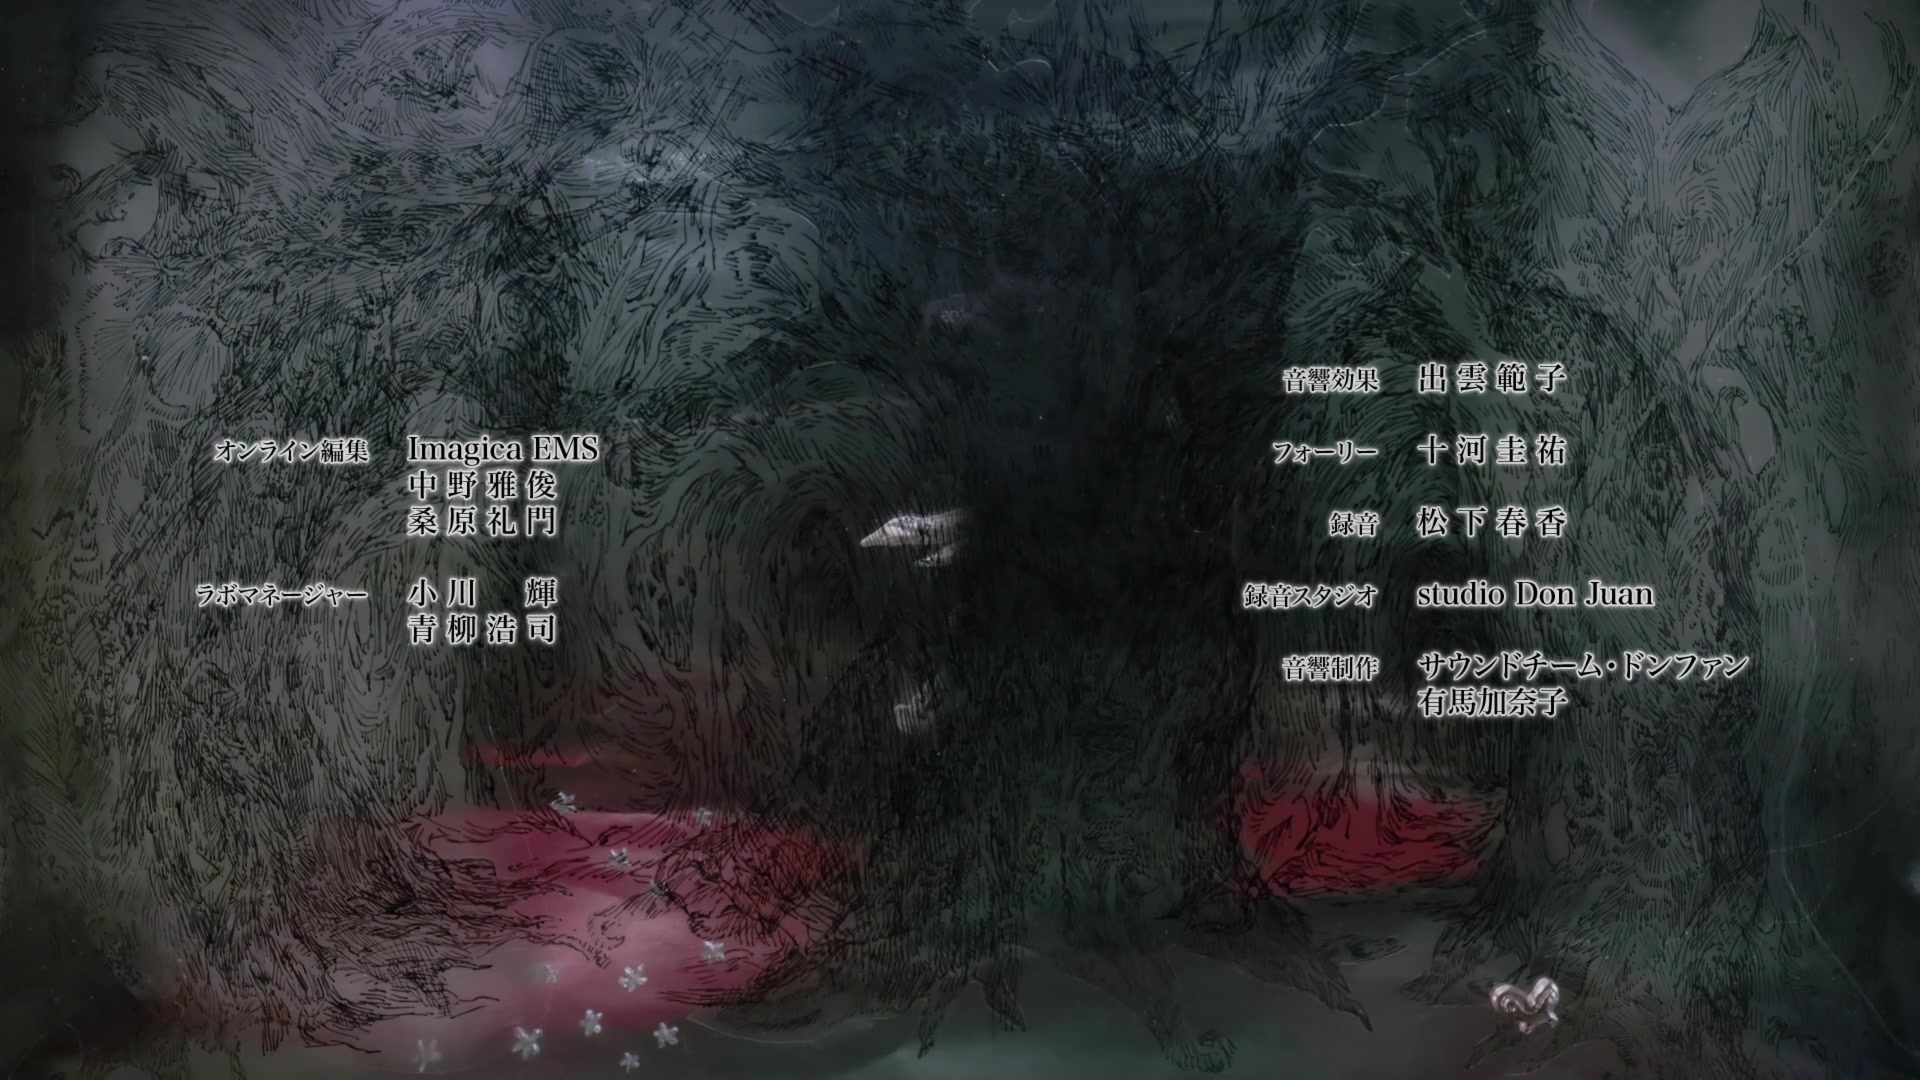 オンライン編集 Imagica EMS
中野雅俊
桑原礼門
ラボマネージャー 小川 輝
青柳浩司
音響効果 出雲範子
フォーリー 十河圭祐
録音 松下春香
録音スタジオ studio Don Juan
音響制作 サウンドチーム・ドンファン
有馬加奈子